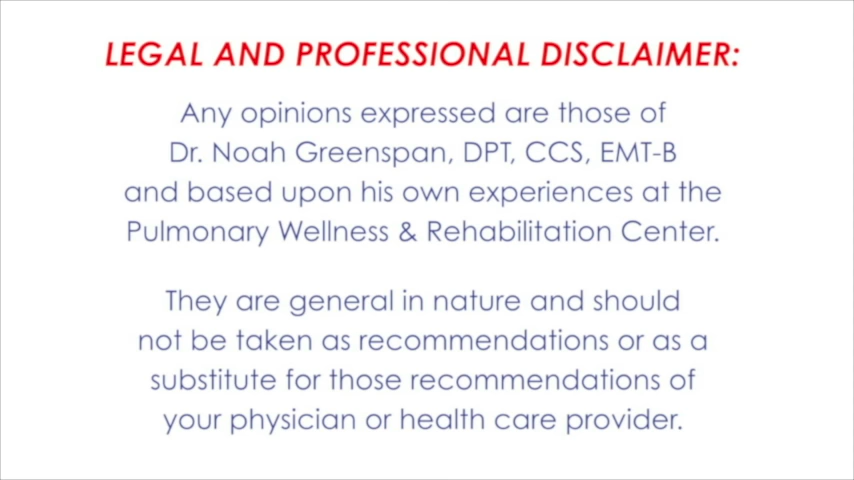 LEGAL AND PROFESSIONAL DISCLAIMER:
Any opinions expressed are those of
Dr. Noah Greenspan, DPT, CCS, EMT-B
and based upon his own experiences at the
Pulmonary Wellness & Rehabilitation Center.
They are general in nature and should
not be taken as recommendations or as a
substitute for those recommendations of
your physician or health care provider.